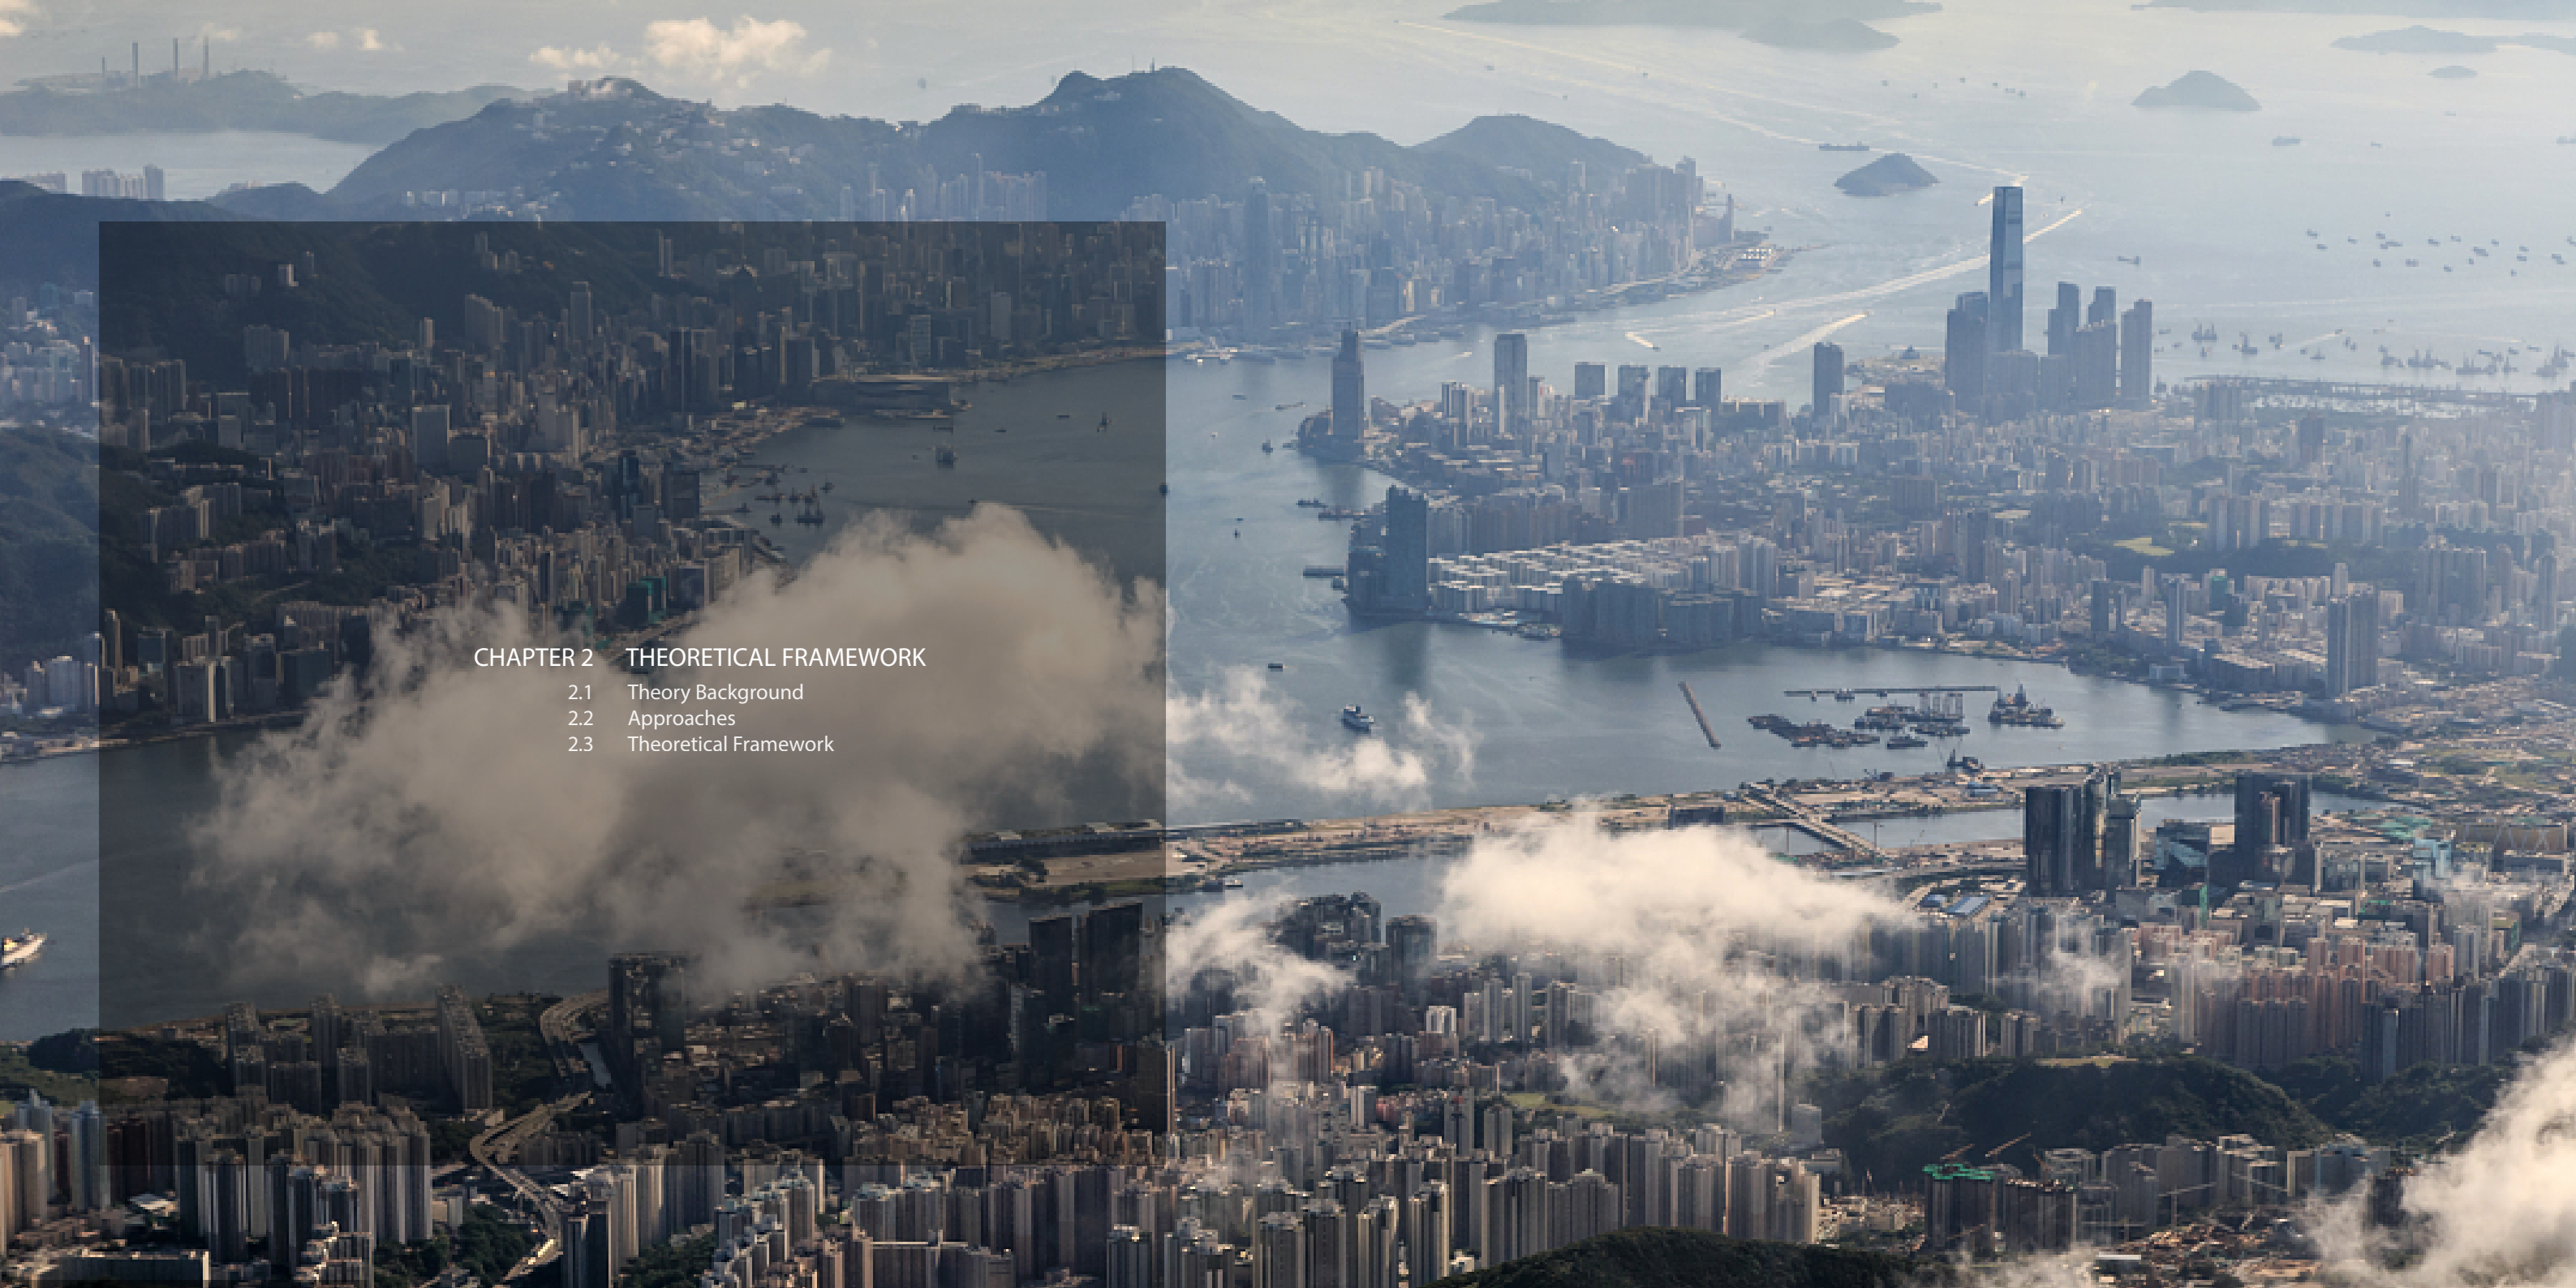 CHAPTER 2 THEORETICAL FRAMEWORK
2.1 Theory Background
2.2 Approaches
2.3 Theoretical Framework